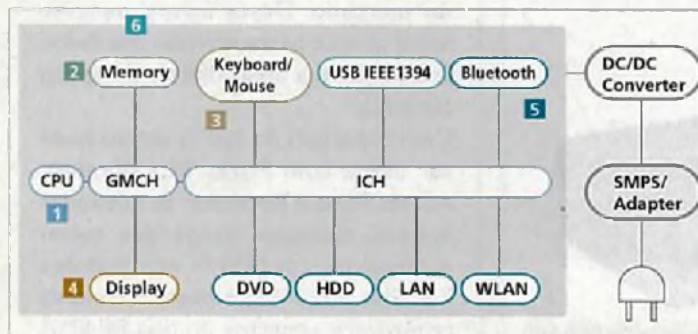 6
2
Memory
Keyboard/
Mouse
3
USB IEEE1394
Bluetooth
5
DC/DC
Converter
CPU
GMCH
ICH
1
SMPS/
Adapter
4
Display
DVD
HDD
LAN
WLAN